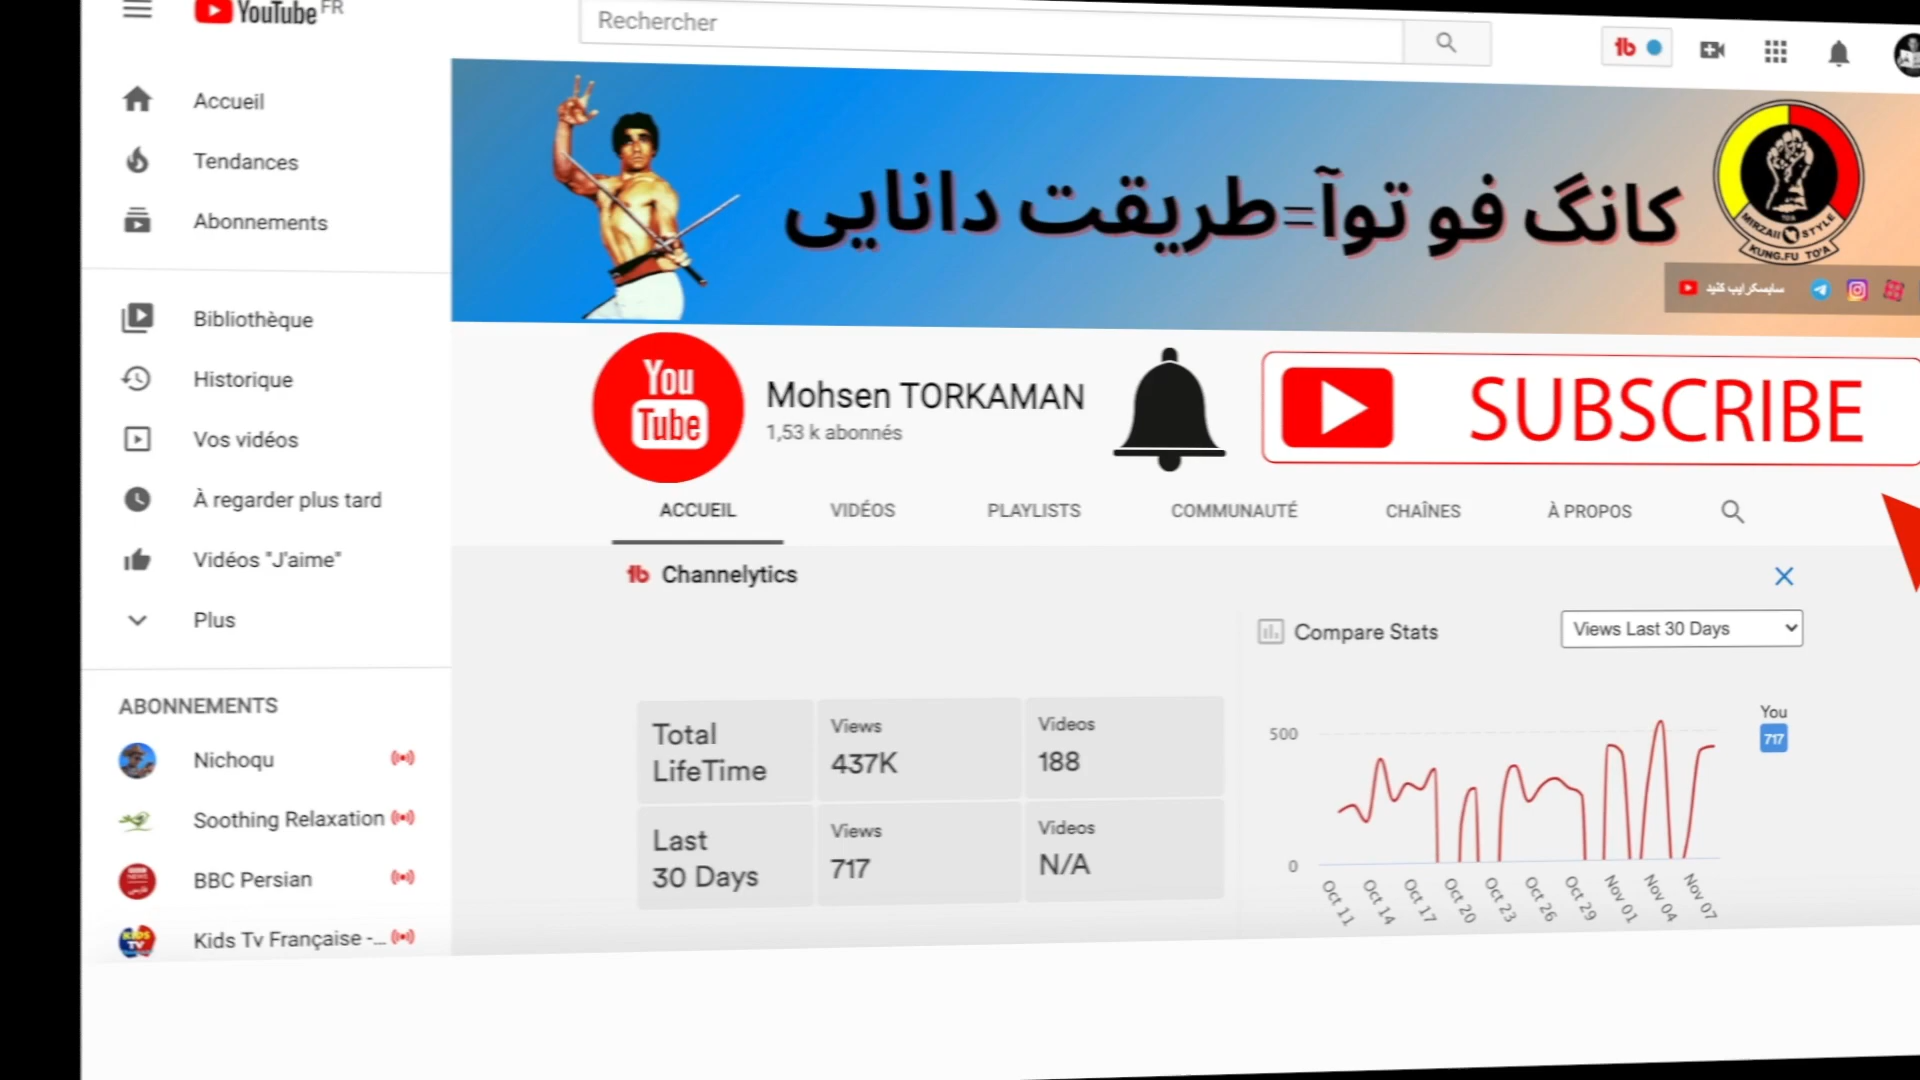 YouTube FR
Rechercher
Accueil
Tendances
Abonnements
Bibliothèque
Historique
Vos vidéos
À regarder plus tard
Vidéos "J'aime"
Plus
ABONNEMENTS
Nichoqu
Soothing Relaxation
BBC Persian
Kids Tv Française -...
کانگ فو توآ=طریقت دانایی
MIRZAII STYLE
KUNG.FU TO'A
سابسکرایب کنید
You
Tube
Mohsen TORKAMAN
1,53 k abonnés
SUBSCRIBE
ACCUEIL
VIDÉOS
PLAYLISTS
COMMUNAUTÉ
CHAÎNES
À PROPOS
Channelytics
Total
LifeTime
Views
437K
Videos
188
Last
30 Days
Views
717
Videos
N/A
Compare Stats
Views Last 30 Days
500
0
Oct 11
Oct 14
Oct 17
Oct 20
Oct 23
Oct 26
Oct 29
Nov 01
Nov 04
Nov 07
You
717